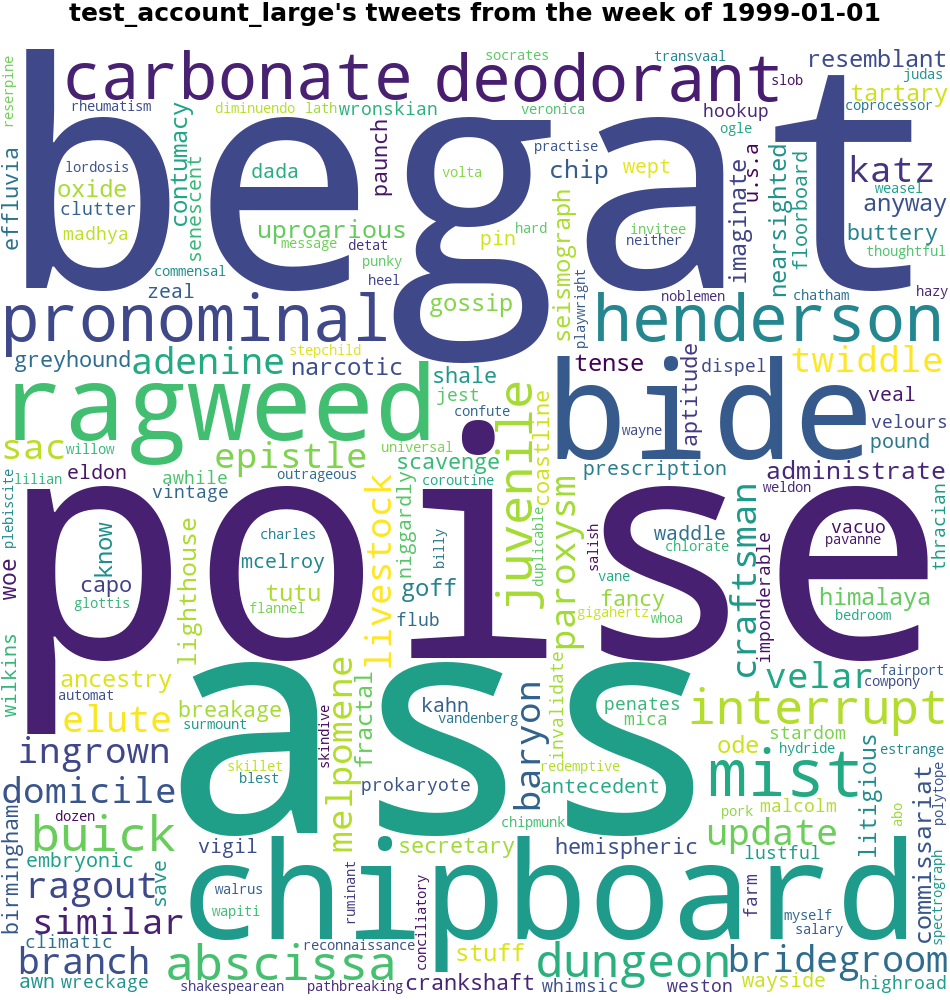 test_account_large's tweets from the week of 1999-01-01
carbonate
deodorant
socrates
transvaal
resemblant
judas
slob
tartary
reserpine
rheumatism
diminuendo
lath
wronskian
veronica
hookup
coprocessor
ogle
begat
effluvia
lordosis
oxide
clutter
madhya
contumacy
senescent
dada
paunch
uproarious
message
detat
punky
heel
commensal
zeal
volta
practise
chip
wept
pin
hard
invitee
neither
imaginate
u.s.a
nearsighted
floorboard
katz
weasel
anyway
buttery
thoughtful
hazy
seismograph
playwright
noblemen
chatham
gossip
pronominal
henderson
greyhound
adenine
stepchild
narcotic
shale
jest
confute
tense
aptitude
dispel
twiddle
veal
velours
pound
wayne
ragweed
bide
sac
willow
epistle
universal
scavenge
coroutine
juvenile
coastline
prescription
administrate
weldon
plebiscite
lilian
eldon
awhile
vintage
outrageous
livestock
niggardly
billy
duplicable
paroxysm
salish
waddle
chlorate
craftsman
imponderable
vacuo
pavanne
thracian
poise
woe
know
capo
glottis
lighthouse
charles
mcelroy
tutu
flannel
goff
flub
vane
fancy
gigahertz
whoa
himalaya
bedroom
wilkins
ancestry
automat
elute
breakage
surmount
skindive
melpomene
fractal
kahn
vandenberg
baryon
invalidate
penates
mica
velar
fairport
cowpony
interrupt
stardom
ode
hydride
estrange
ass
ingrown
domicile
skillet
blest
prokaryote
redemptive
antecedent
mist
litigious
polytope
commissariat
dozen
buick
birmingham
chipmunk
pork
malcolm
abo
update
embryonic
vigil
secretary
hemispheric
lustful
ragout
save
walrus
wapiti
ruminant
chipboard
farm
myself
salary
spectrograph
similar
climatic
branch
reconnaissance
conciliatory
abscissa
stuff
dungeon
bridegroom
awn
wreckage
shakespearean
pathbreaking
crankshaft
whimsic
weston
wayside
highroad